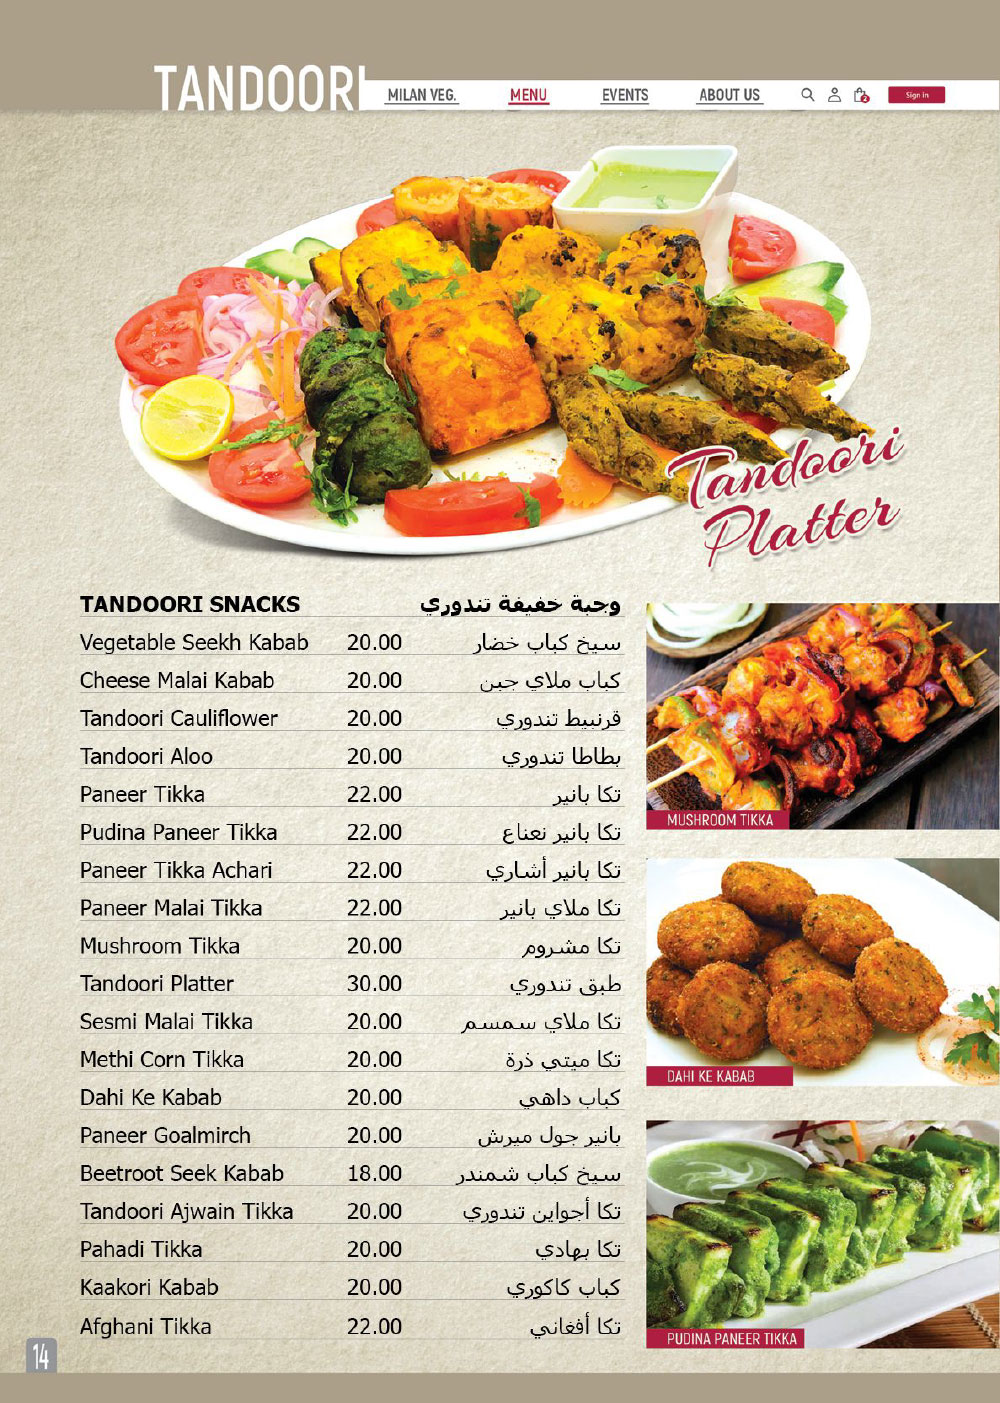 TANDOORI
MILAN VEG. MENU EVENTS ABOUT US 2 Sign In
Tandoori
Platter
TANDOORI SNACKS وجبة خفيفة تندوري
Vegetable Seekh Kabab 20.00 سيخ كباب خضار
Cheese Malai Kabab 20.00 كباب ملاي جبن
Tandoori Cauliflower 20.00 قرنبيط تندوري
Tandoori Aloo 20.00 بطاطا تندوري
Paneer Tikka 22.00 تكا بانير
Pudina Paneer Tikka 22.00 تكا بانير نعناع
Paneer Tikka Achari 22.00 تكا بانير أشاري
Paneer Malai Tikka 22.00 تكا ملاي بانير
Mushroom Tikka 20.00 تكا مشروم
Tandoori Platter 30.00 طبق تندوري
Sesmi Malai Tikka 20.00 تكا ملاي سمسم
Methi Corn Tikka 20.00 تكا ميتي ذرة
Dahi Ke Kabab 20.00 كباب داهي
Paneer Goalmirch 20.00 بانير جول ميرش
Beetroot Seek Kabab 18.00 سيخ كباب شمندر
Tandoori Ajwain Tikka 20.00 تكا أجواين تندوري
Pahadi Tikka 20.00 تكا بهادي
Kaakori Kabab 20.00 كباب كاكوري
Afghani Tikka 22.00 تكا أفغاني
MUSHROOM TIKKA
DAHI KE KABAB
PUDINA PANEER TIKKA
14